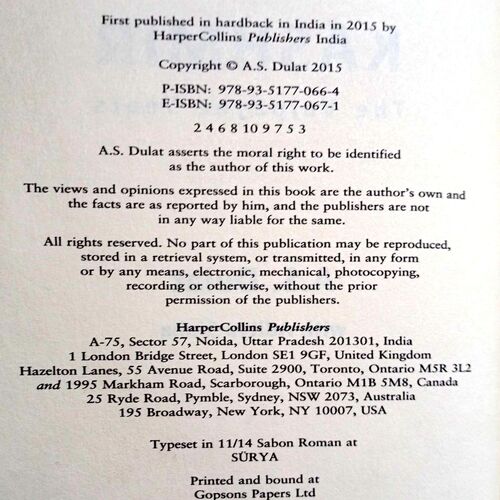 First published in hardback in India in 2015 by
HarperCollins Publishers India
Copyright © A.S. Dulat 2015
P-ISBN: 978-93-5177-066-4
E-ISBN: 978-93-5177-067-1
2 4 6 8 10 9 7 5 3
A.S. Dulat asserts the moral right to be identified
as the author of this work.
The views and opinions expressed in this book are the author's own and
the facts are as reported by him, and the publishers are not
in any way liable for the same.
All rights reserved. No part of this publication may be reproduced,
stored in a retrieval system, or transmitted, in any form
or by any means, electronic, mechanical, photocopying,
recording or otherwise, without the prior
permission of the publishers.
HarperCollins Publishers
A-75, Sector 57, Noida, Uttar Pradesh 201301, India
1 London Bridge Street, London SE1 9GF, United Kingdom
Hazelton Lanes, 55 Avenue Road, Suite 2900, Toronto, Ontario M5R 3L2
and 1995 Markham Road, Scarborough, Ontario M1B 5M8, Canada
25 Ryde Road, Pymble, Sydney, NSW 2073, Australia
195 Broadway, New York, NY 10007, USA
Typeset in 11/14 Sabon Roman at
SÜRYA
Printed and bound at
Gopsons Papers Ltd